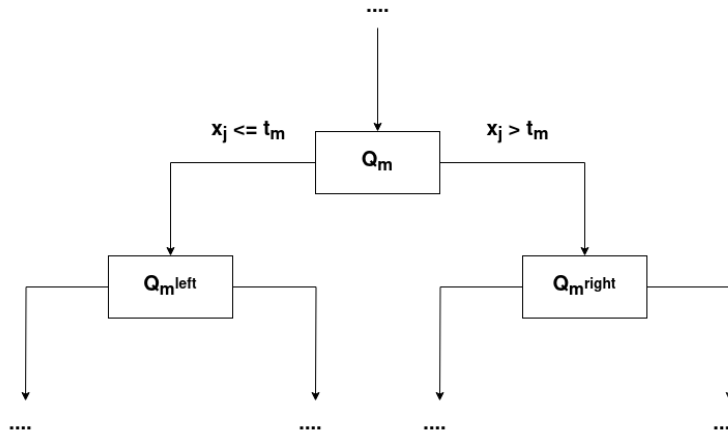 ....
x_j <= t_m
x_j > t_m
Q_m
Q_m^left
Q_m^right
....
....
....
....